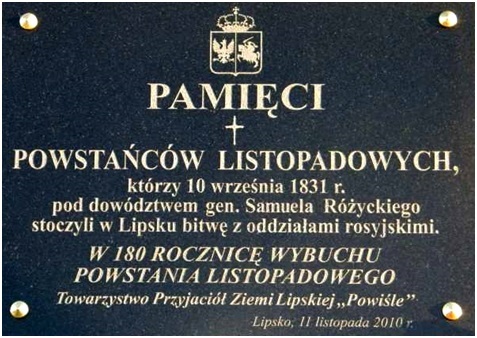 PAMIĘCI
POWSTAŃCÓW LISTOPADOWYCH,
którzy 10 września 1831 r.
pod dowództwem gen. Samuela Różyckiego
stoczyli w Lipsku bitwę z oddziałami rosyjskimi.
W 180 ROCZNICĘ WYBUCHU
POWSTANIA LISTOPADOWEGO
Towarzystwo Przyjaciół Ziemi Lipskiej „Powiśle”
Lipsko, 11 listopada 2010 r.